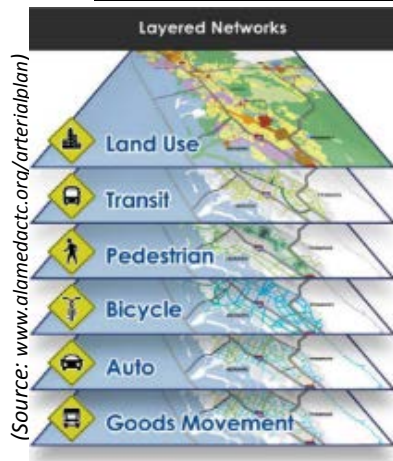 Layered Networks
(Source: www.alamedactc.org/arterialplan)
Land Use
Transit
Pedestrian
Bicycle
Auto
Goods Movement